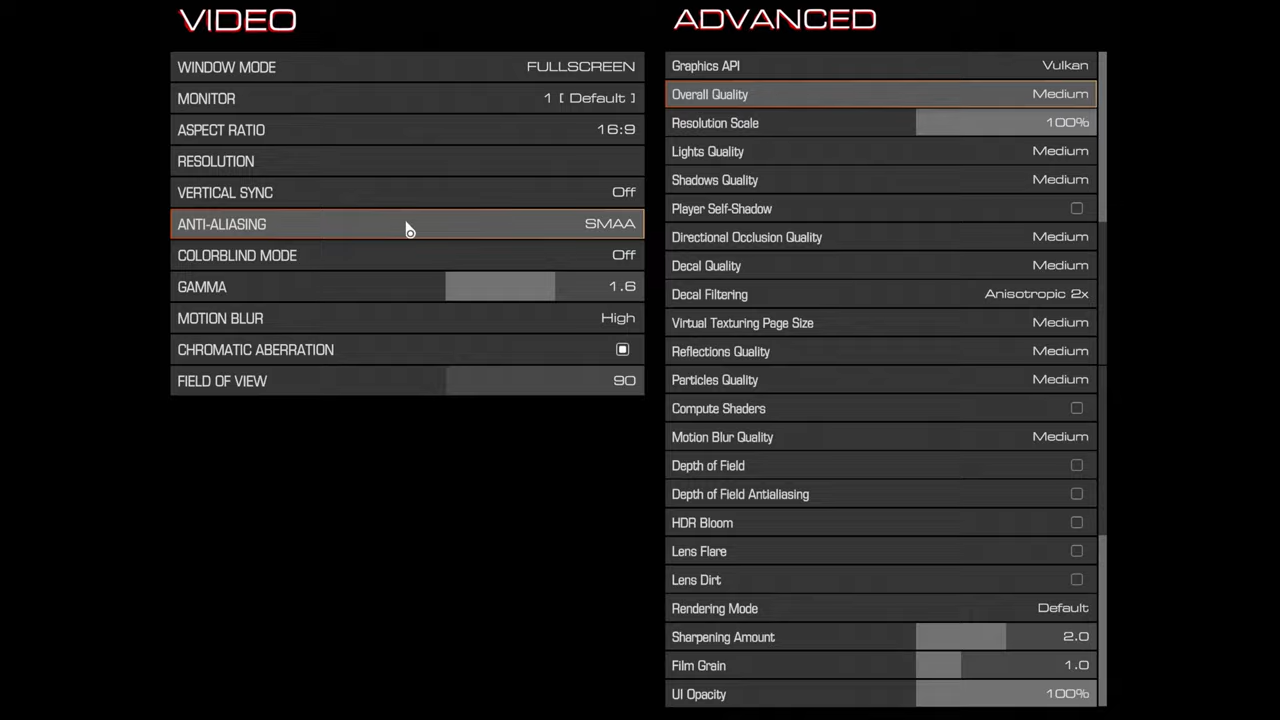 VIDEO
WINDOW MODE FULLSCREEN
MONITOR 1 [ Default ]
ASPECT RATIO 16:9
RESOLUTION
VERTICAL SYNC Off
ANTI-ALIASING SMAA
COLORBLIND MODE Off
GAMMA 1.6
MOTION BLUR High
CHROMATIC ABERRATION
FIELD OF VIEW 90
ADVANCED
Graphics API Vulkan
Overall Quality Medium
Resolution Scale 100%
Lights Quality Medium
Shadows Quality Medium
Player Self-Shadow
Directional Occlusion Quality Medium
Decal Quality Medium
Decal Filtering Anisotropic 2x
Virtual Texturing Page Size Medium
Reflections Quality Medium
Particles Quality Medium
Compute Shaders
Motion Blur Quality Medium
Depth of Field
Depth of Field Antialiasing
HDR Bloom
Lens Flare
Lens Dirt
Rendering Mode Default
Sharpening Amount 2.0
Film Grain 1.0
UI Opacity 100%